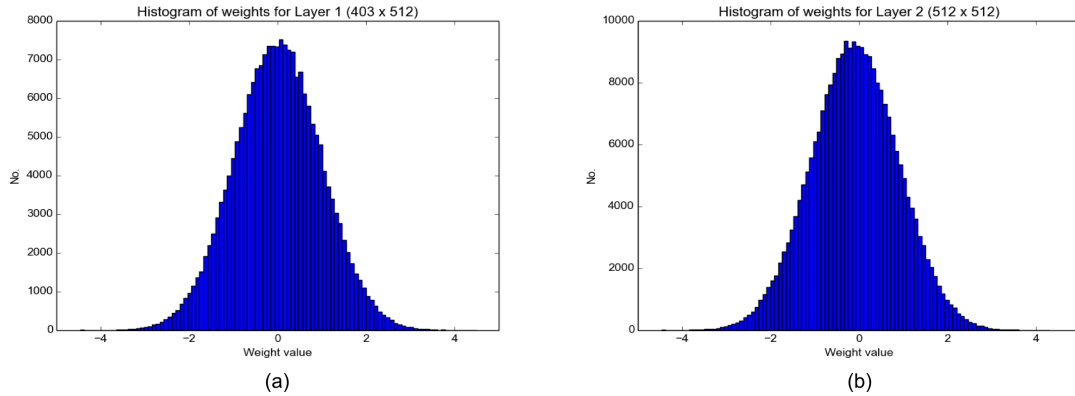 Histogram of weights for Layer 1 (403 x 512)
8000
7000
6000
5000
4000
3000
2000
1000
0
No.
−4 −2 0 2 4
Weight value
(a)
Histogram of weights for Layer 2 (512 x 512)
10000
8000
6000
4000
2000
0
No.
−4 −2 0 2 4
Weight value
(b)